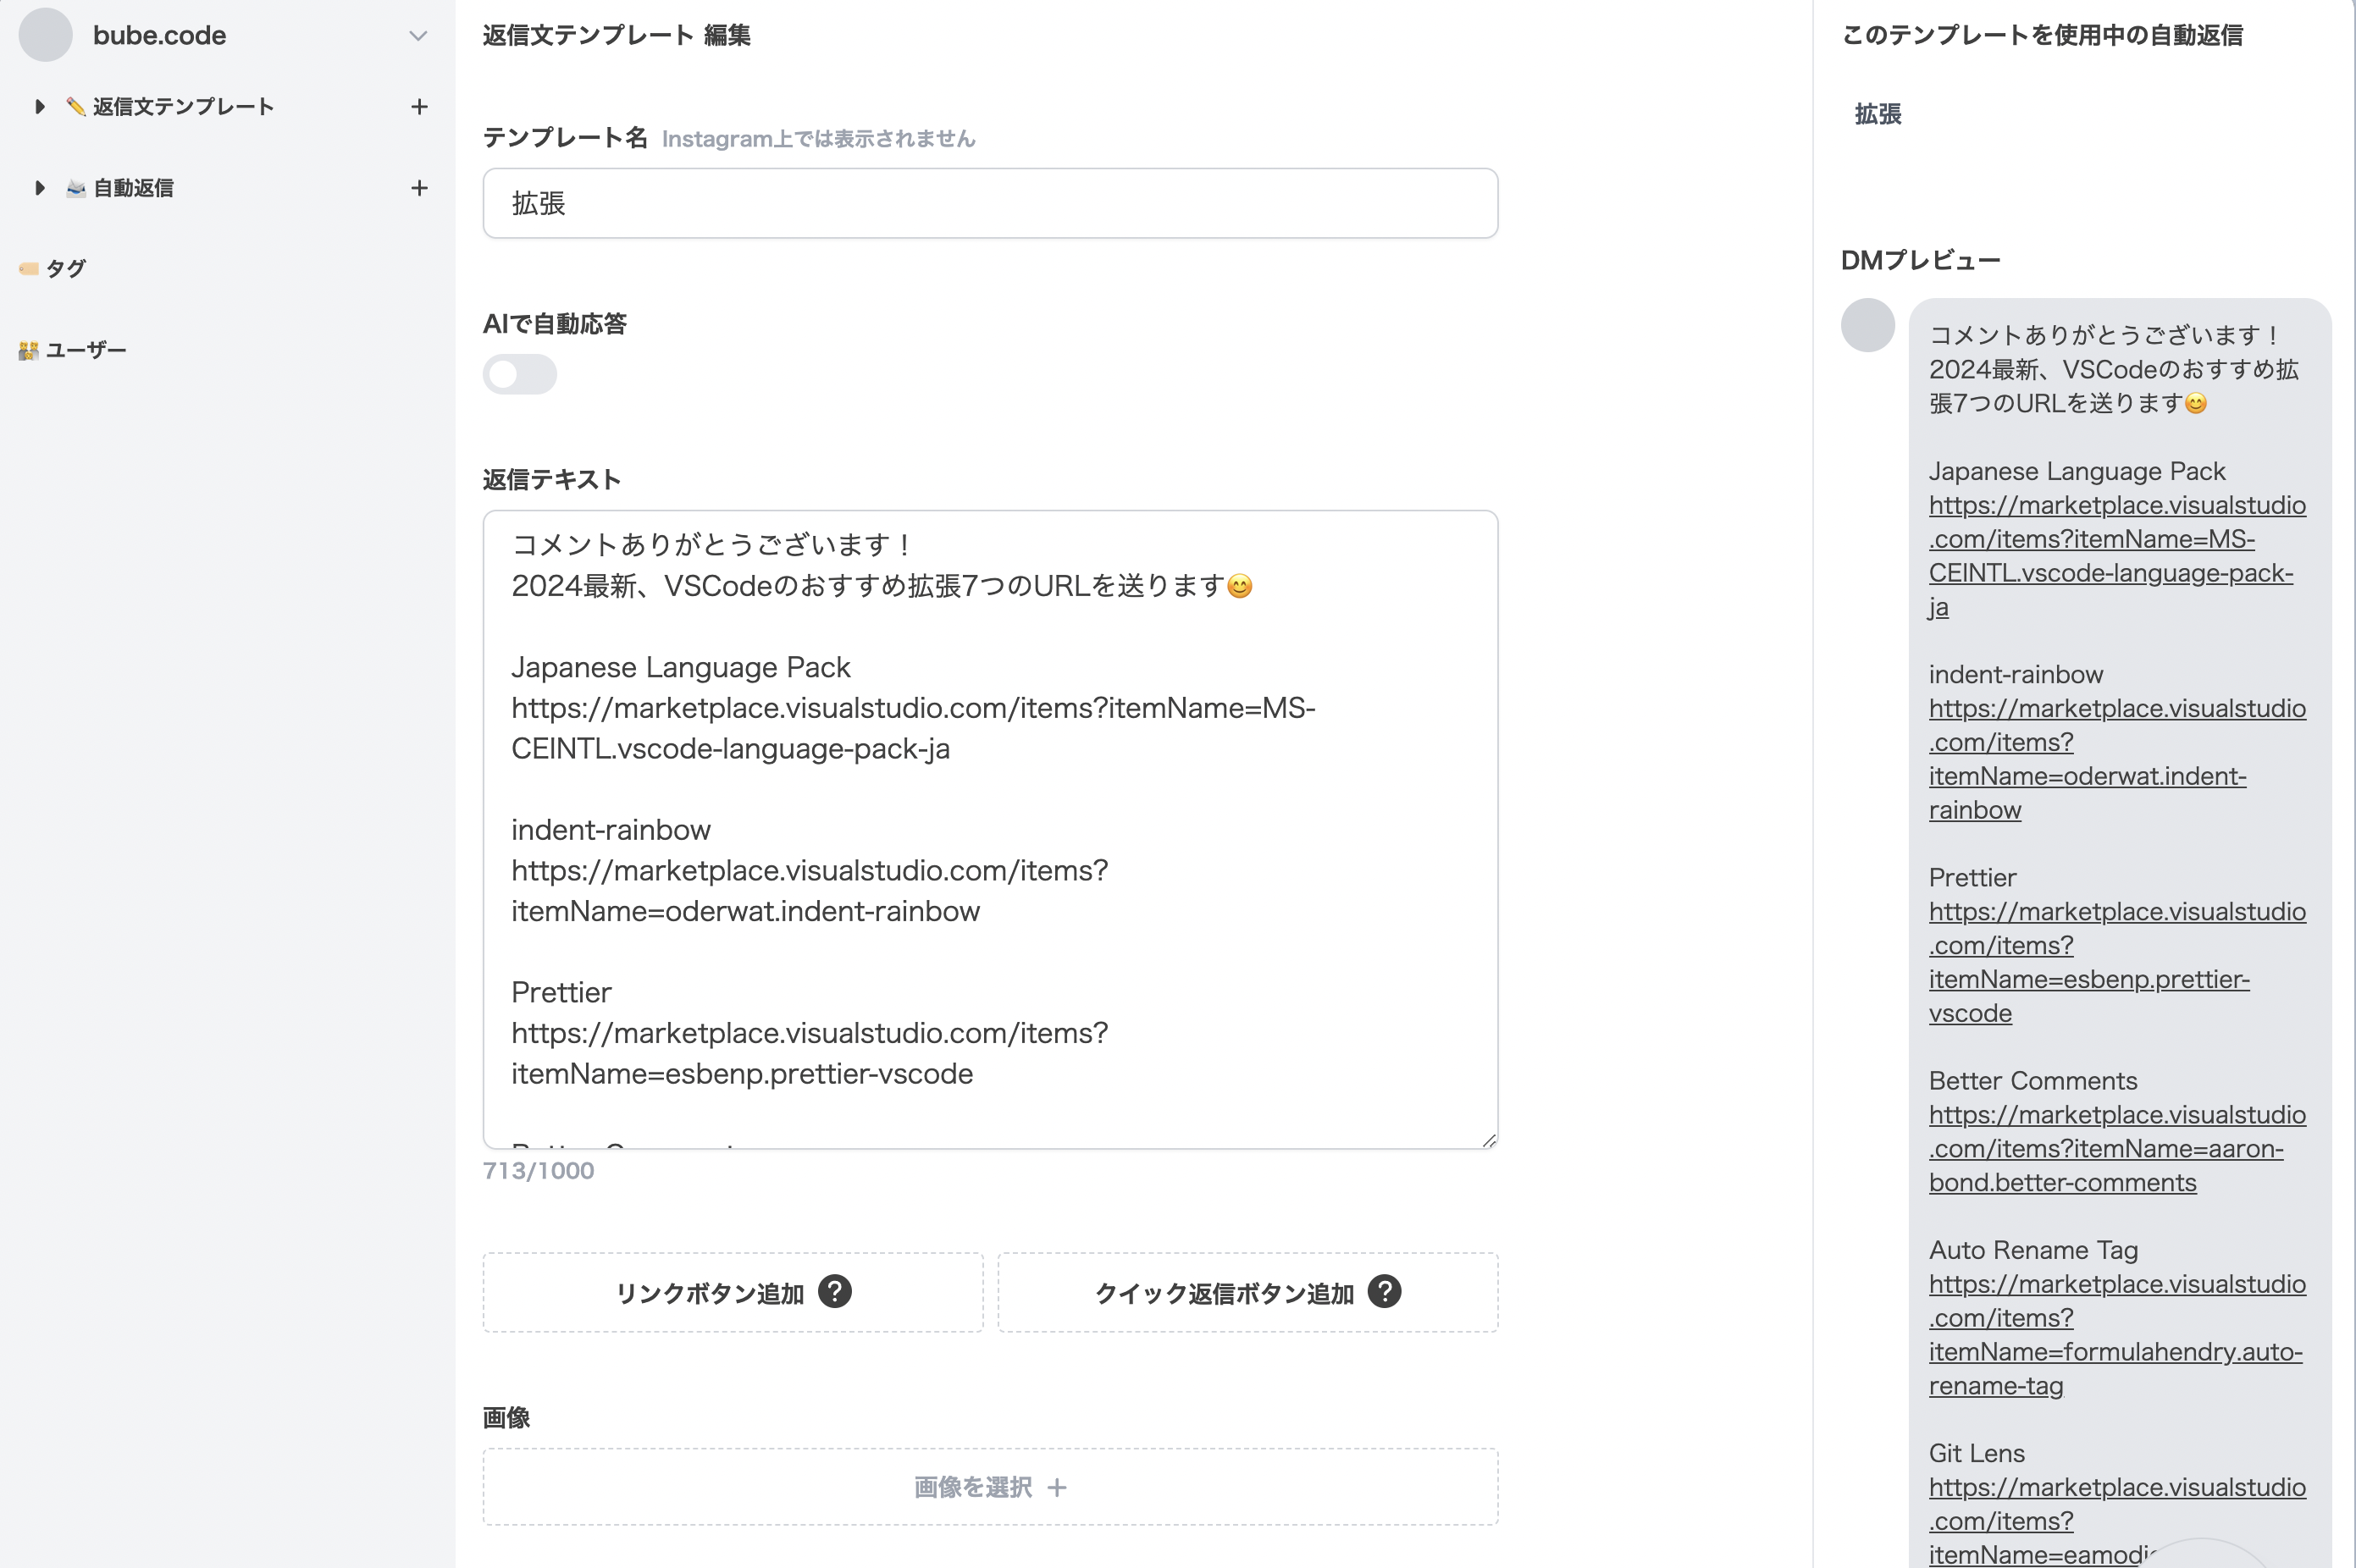 bube.code
返信文テンプレート
自動返信
タグ
ユーザー
返信文テンプレート 編集
テンプレート名 Instagram上では表示されません
拡張
AIで自動応答
返信テキスト
コメントありがとうございます！
2024最新、VSCodeのおすすめ拡張7つのURLを送ります😊
Japanese Language Pack
https://marketplace.visualstudio.com/items?itemName=MS-
CEINTL.vscode-language-pack-ja
indent-rainbow
https://marketplace.visualstudio.com/items?
itemName=oderwat.indent-rainbow
Prettier
https://marketplace.visualstudio.com/items?
itemName=esbenp.prettier-vscode
713/1000
リンクボタン追加 ?
クイック返信ボタン追加 ?
画像
画像を選択 +
このテンプレートを使用中の自動返信
拡張
DMプレビュー
コメントありがとうございます！
2024最新、VSCodeのおすすめ拡
張7つのURLを送ります😊
Japanese Language Pack
https://marketplace.visualstudio
.com/items?itemName=MS-
CEINTL.vscode-language-pack-
ja
indent-rainbow
https://marketplace.visualstudio
.com/items?
itemName=oderwat.indent-
rainbow
Prettier
https://marketplace.visualstudio
.com/items?
itemName=esbenp.prettier-
vscode
Better Comments
https://marketplace.visualstudio
.com/items?itemName=aaron-
bond.better-comments
Auto Rename Tag
https://marketplace.visualstudio
.com/items?
itemName=formulahendry.auto-
rename-tag
Git Lens
https://marketplace.visualstudio
.com/items?